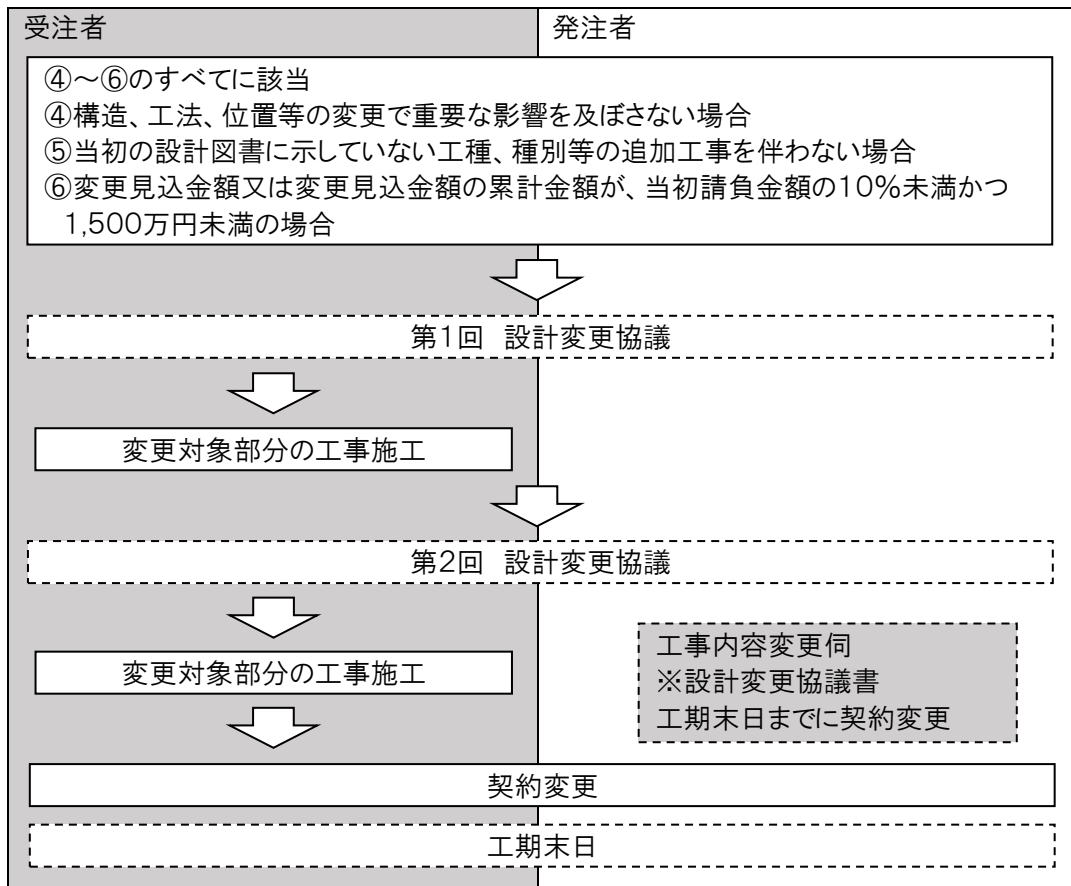 受注者
発注者
④～⑥のすべてに該当
④構造、工法、位置等の変更で重要な影響を及ぼさない場合
⑤当初の設計図書に示していない工種、種別等の追加工事を伴わない場合
⑥変更見込金額又は変更見込金額の累計金額が、当初請負金額の10％未満かつ
1,500万円未満の場合
第1回　設計変更協議
変更対象部分の工事施工
第2回　設計変更協議
変更対象部分の工事施工
工事内容変更伺
※設計変更協議書
工期末日までに契約変更
契約変更
工期末日